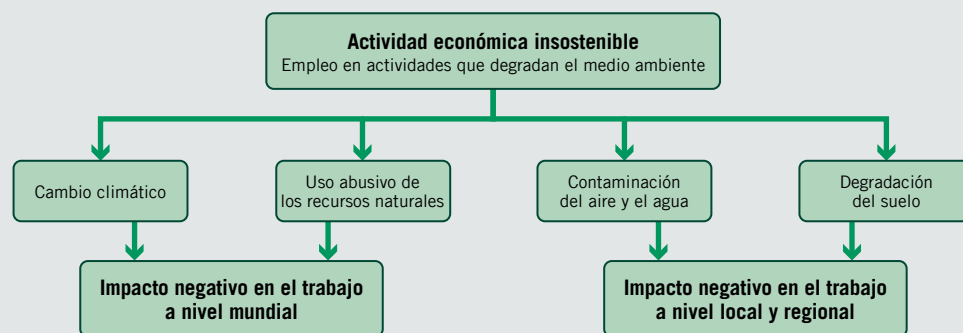 Actividad económica insostenible
Empleo en actividades que degradan el medio ambiente
Cambio climático
Uso abusivo de
los recursos naturales
Contaminación
del aire y el agua
Degradación
del suelo
Impacto negativo en el trabajo
a nivel mundial
Impacto negativo en el trabajo
a nivel local y regional